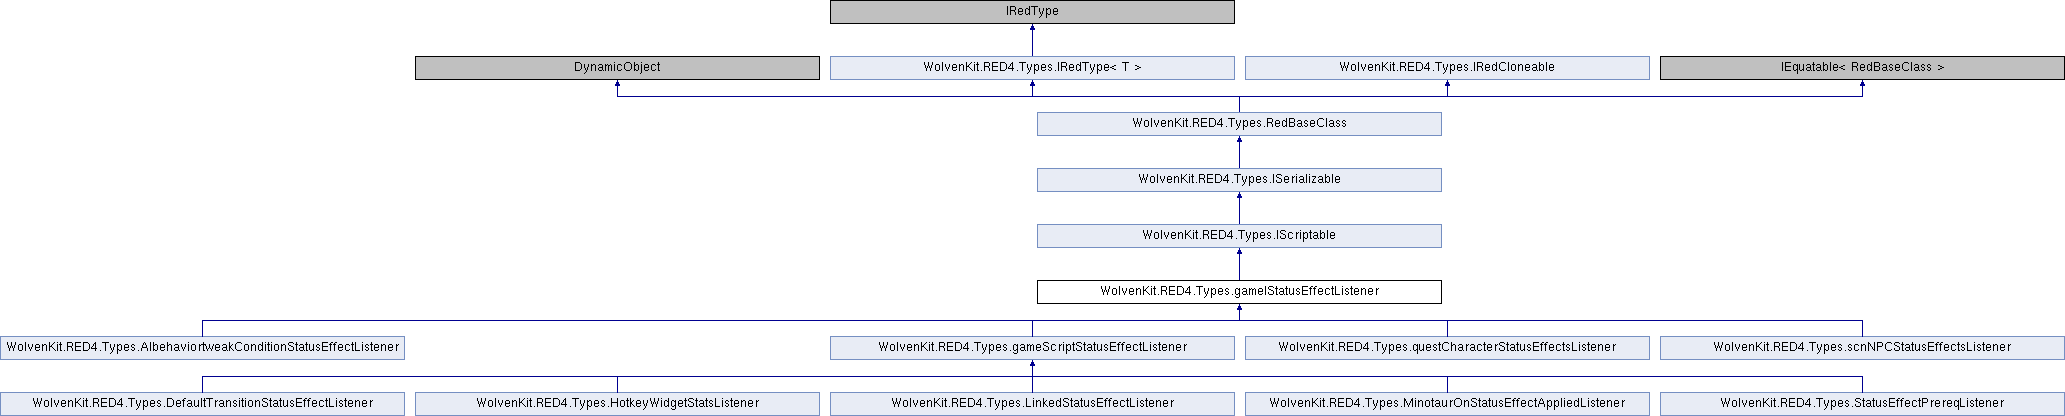 IRedType
DynamicObject
WolvenKit.RED4.Types.IRedType< T >
WolvenKit.RED4.Types.IRedCloneable
IEquatable< RedBaseClass >
WolvenKit.RED4.Types.RedBaseClass
WolvenKit.RED4.Types.ISerializable
WolvenKit.RED4.Types.IScriptable
WolvenKit.RED4.Types.gameIStatusEffectListener
WolvenKit.RED4.Types.AIbehaviortweakConditionStatusEffectListener
WolvenKit.RED4.Types.gameScriptStatusEffectListener
WolvenKit.RED4.Types.questCharacterStatusEffectsListener
WolvenKit.RED4.Types.scnNPCStatusEffectsListener
WolvenKit.RED4.Types.DefaultTransitionStatusEffectListener
WolvenKit.RED4.Types.HotkeyWidgetStatsListener
WolvenKit.RED4.Types.LinkedStatusEffectListener
WolvenKit.RED4.Types.MinotaurOnStatusEffectAppliedListener
WolvenKit.RED4.Types.StatusEffectPrereqListener